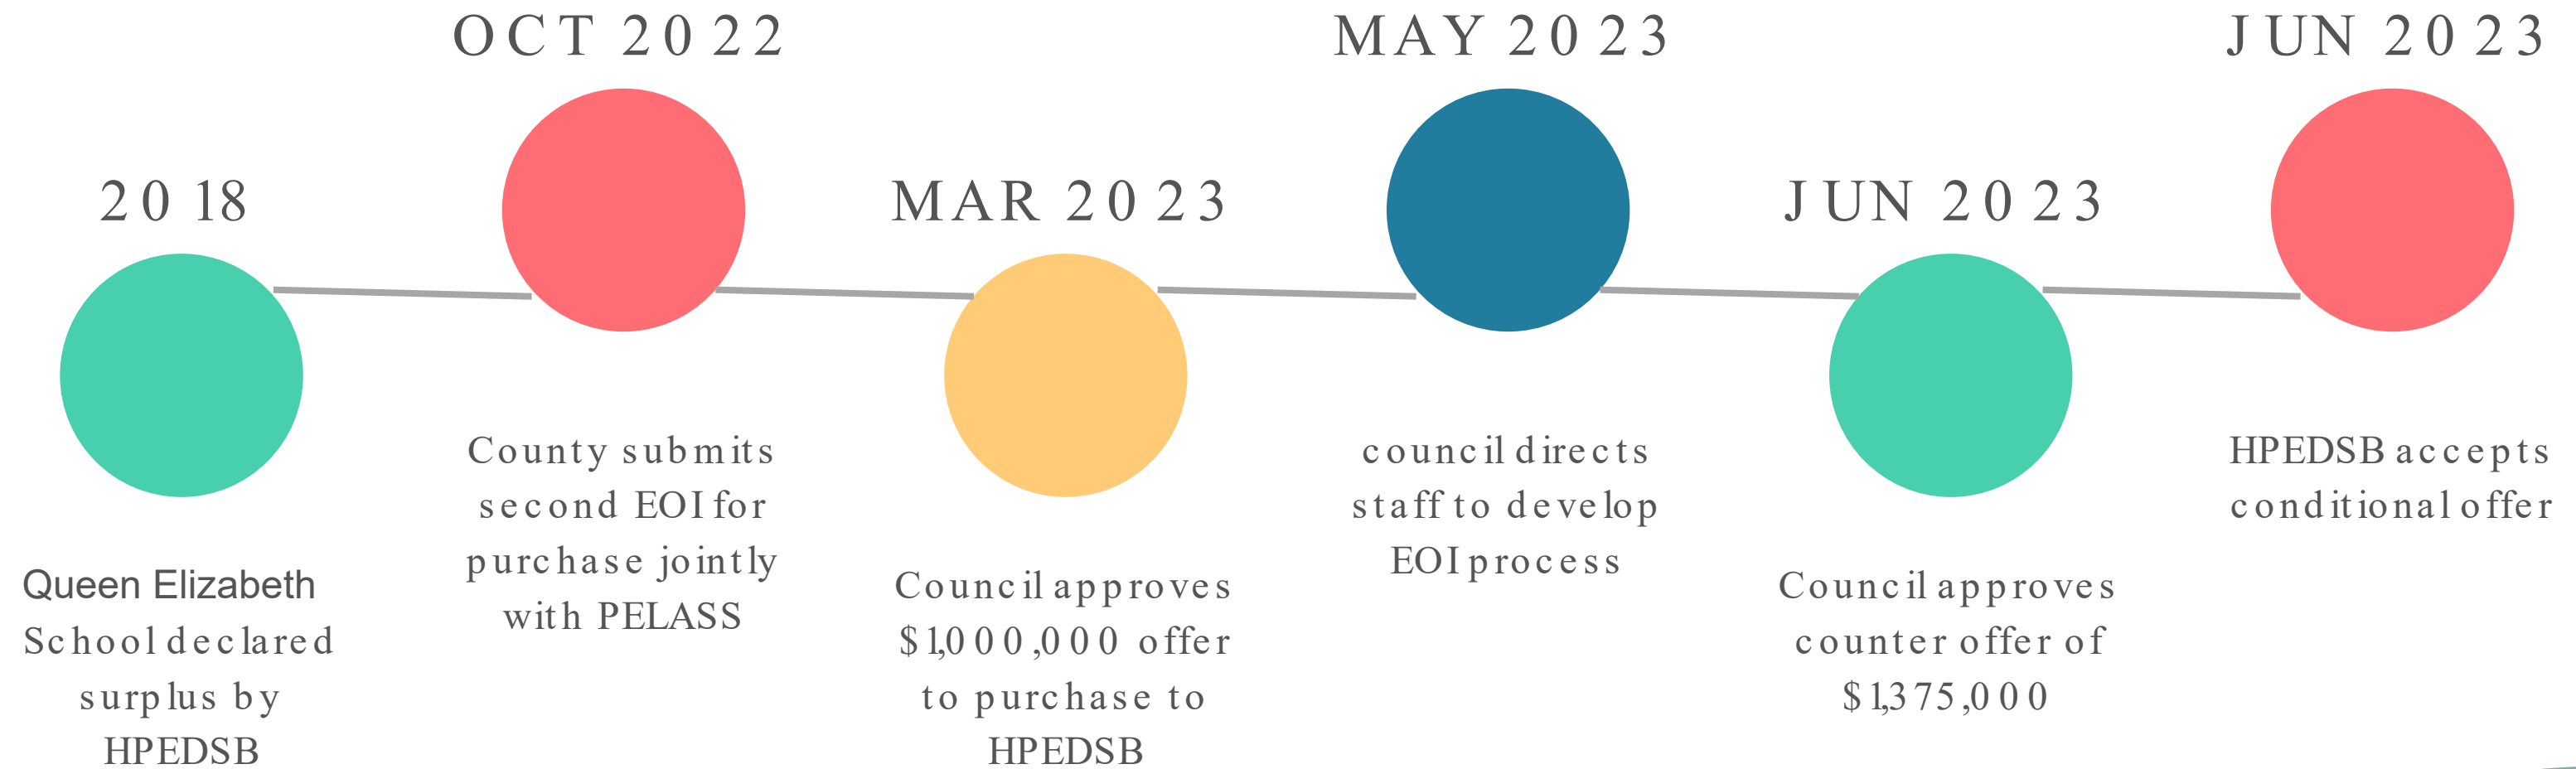 2018
Queen Elizabeth
School declared
surplus by
HPEDSB
OCT 2022
County submits
second EOI for
purchase jointly
with PELASS
MAR 2023
Council approves
$1,000,000 offer
to purchase to
HPEDSB
MAY 2023
council directs
staff to develop
EOI process
JUN 2023
Council approves
counter offer of
$1,375,000
JUN 2023
HPEDSB accepts
conditional offer